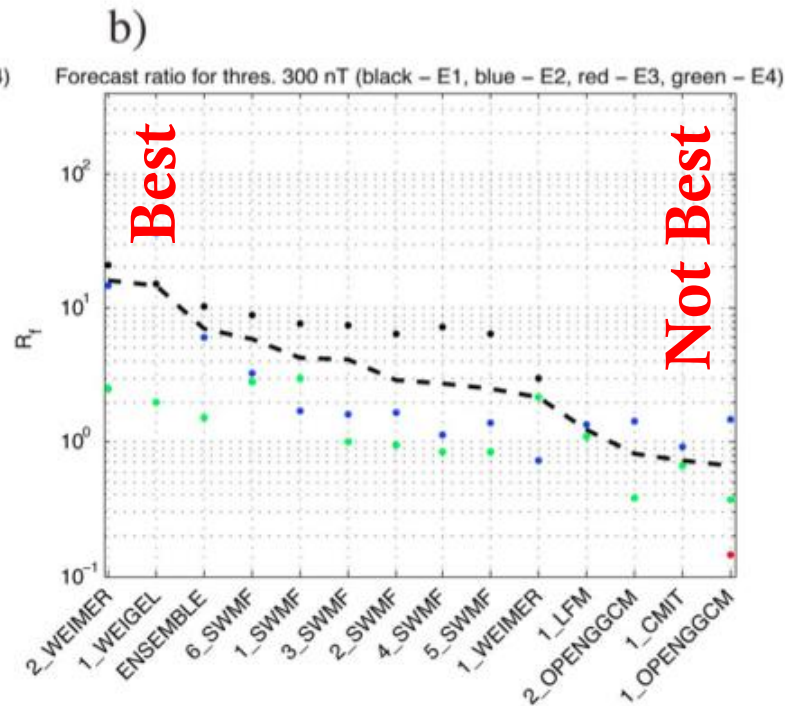 b)
4)
Forecast ratio for thres. 300 nT (black – E1, blue – E2, red – E3, green – E4)
Best
Not Best
10²
10¹
10⁰
10⁻¹
R_f
2_WEIMER
1_WEIGEL
ENSEMBLE
6_SWMF
1_SWMF
3_SWMF
2_SWMF
4_SWMF
5_SWMF
1_WEIMER
1_LFM
2_OPENGGCM
1_CMIT
1_OPENGGCM